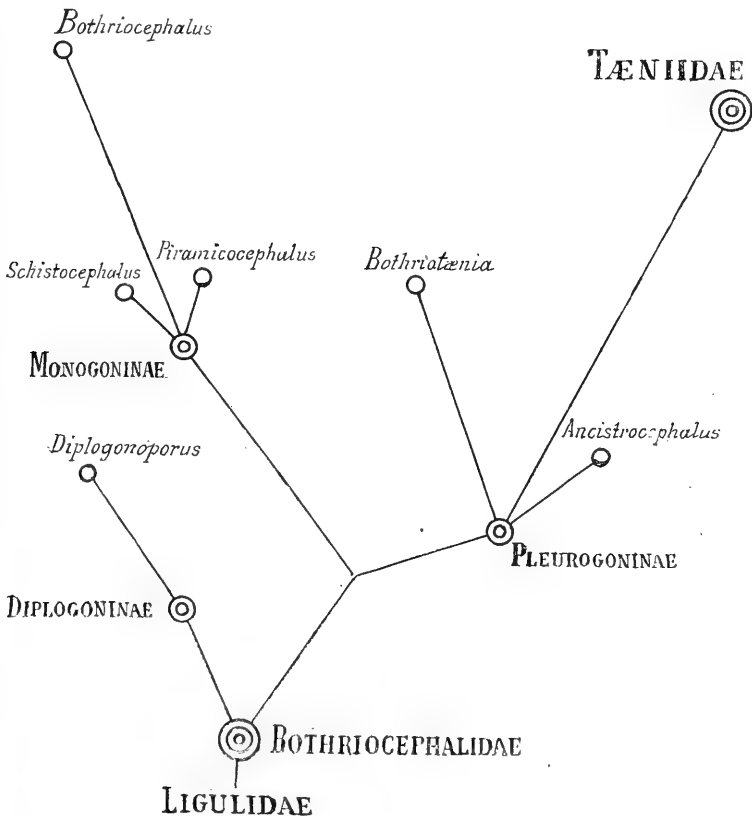 Bothriocephalus
TÆNIIDAE
Piramicocephalus
Bothriotænia
Schistocephalus
MONOGONINAE
Ancistrocephalus
Diplogonoporus
PLEUROGONINAE
DIPLOGONINAE
BOTHRIOCEPHALIDAE
LIGULIDAE